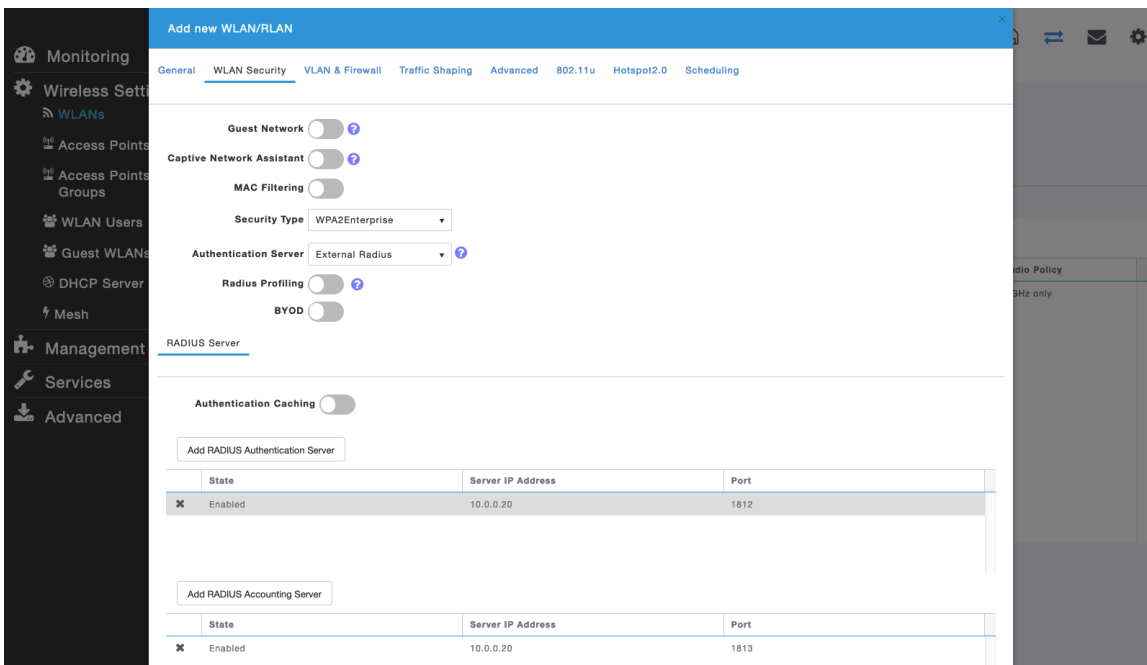 Add new WLAN/RLAN
×
General WLAN Security VLAN & Firewall Traffic Shaping Advanced 802.11u Hotspot2.0 Scheduling
Monitoring
Wireless Setti
WLANs
Access Points
Access Points
Groups
WLAN Users
Guest WLANs
DHCP Server
Mesh
Management
Services
Advanced
Guest Network ?
Captive Network Assistant ?
MAC Filtering
Security Type WPA2Enterprise
Authentication Server External Radius ?
Radius Profiling ?
BYOD
RADIUS Server
Authentication Caching
Add RADIUS Authentication Server
State Server IP Address Port
Enabled 10.0.0.20 1812
Add RADIUS Accounting Server
State Server IP Address Port
Enabled 10.0.0.20 1813
dio Policy
GHz only